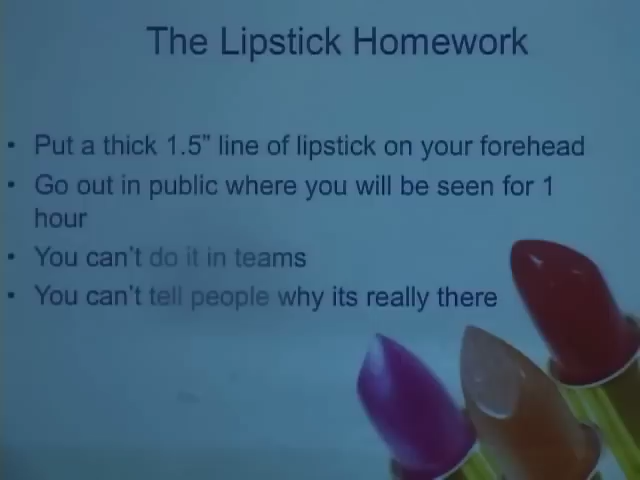 The Lipstick Homework
• Put a thick 1.5” line of lipstick on your forehead
• Go out in public where you will be seen for 1
hour
• You can’t do it in teams
• You can’t tell people why its really there